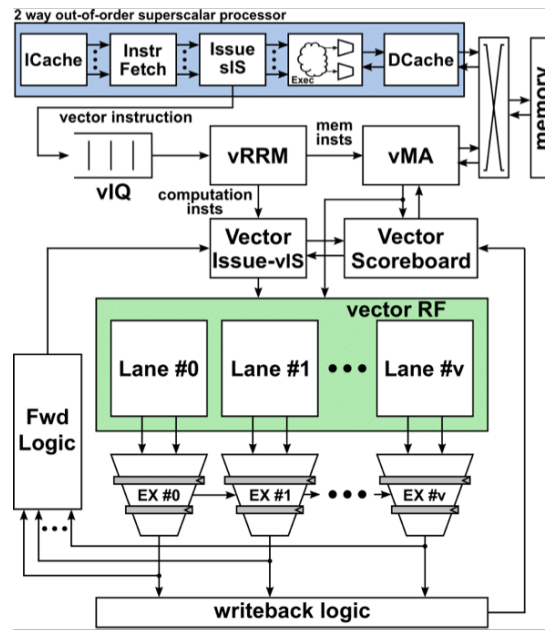 2 way out-of-order superscalar processor
ICache
Instr
Fetch
Issue
sIS
Exec
DCache
memory
vector instruction
vIQ
vRRM
mem
insts
vMA
computation
insts
Vector
Issue-vIS
Vector
Scoreboard
vector RF
Lane #0
Lane #1
•••
Lane #v
Fwd
Logic
EX #0
EX #1
•••
EX #v
•••
writeback logic